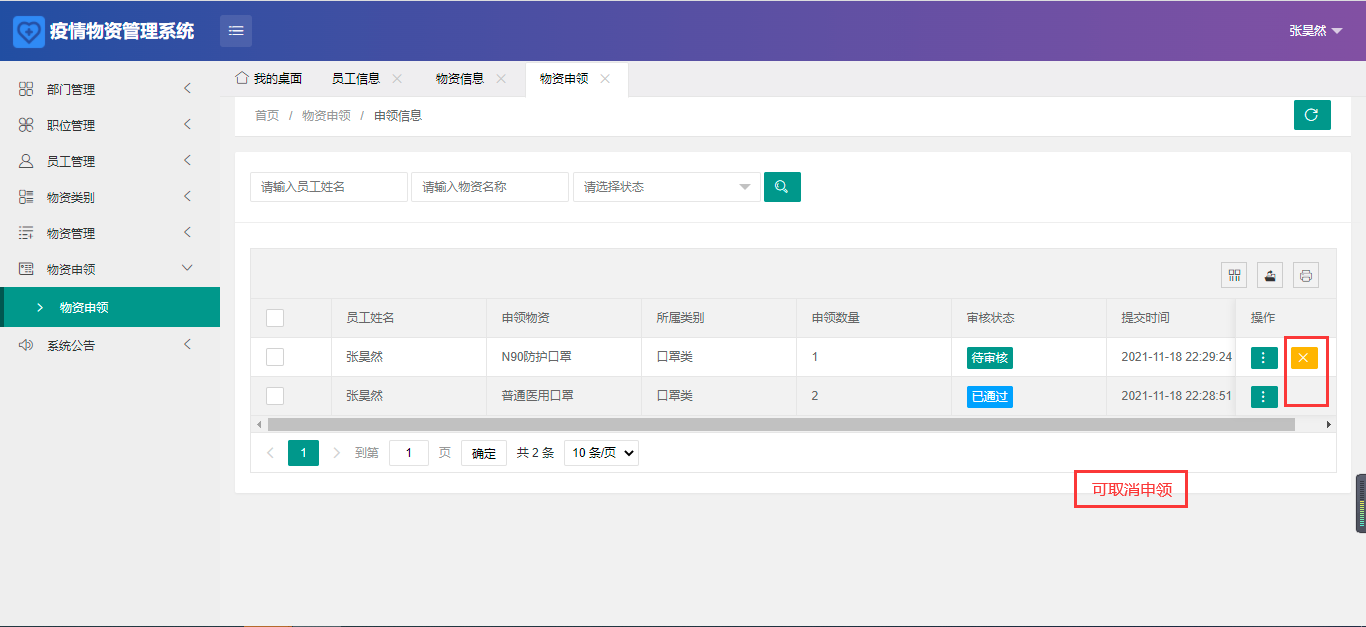 疫情物资管理系统
张昊然
部门管理
职位管理
员工管理
物资类别
物资管理
物资申领
物资申领
系统公告
我的桌面 员工信息 物资信息 物资申领
首页 / 物资申领 / 申领信息
请输入员工姓名 请输入物资名称 请选择状态
员工姓名 申领物资 所属类别 申领数量 审核状态 提交时间 操作
张昊然 N90防护口罩 口罩类 1 待审核 2021-11-18 22:29:24
张昊然 普通医用口罩 口罩类 2 已通过 2021-11-18 22:28:51
1 到第 1 页 确定 共 2 条 10 条/页
可取消申领